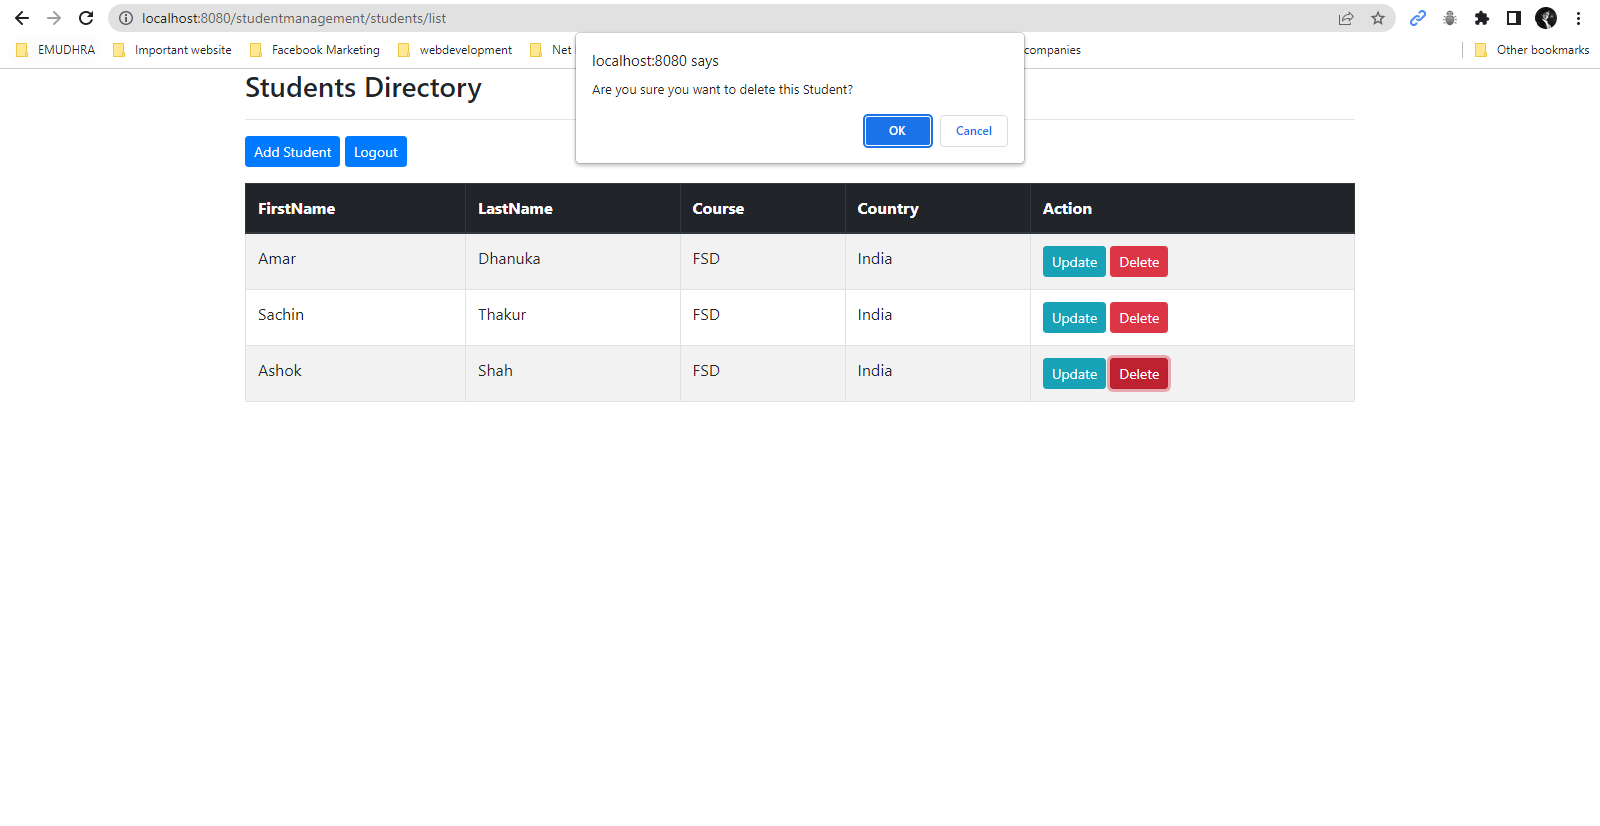 localhost:8080/studentmanagement/students/list
EMUDHRA Important website Facebook Marketing webdevelopment Net companies Other bookmarks
localhost:8080 says
Are you sure you want to delete this Student?
OK Cancel
Students Directory
Add Student Logout
FirstName LastName Course Country Action
Amar Dhanuka FSD India Update Delete
Sachin Thakur FSD India Update Delete
Ashok Shah FSD India Update Delete